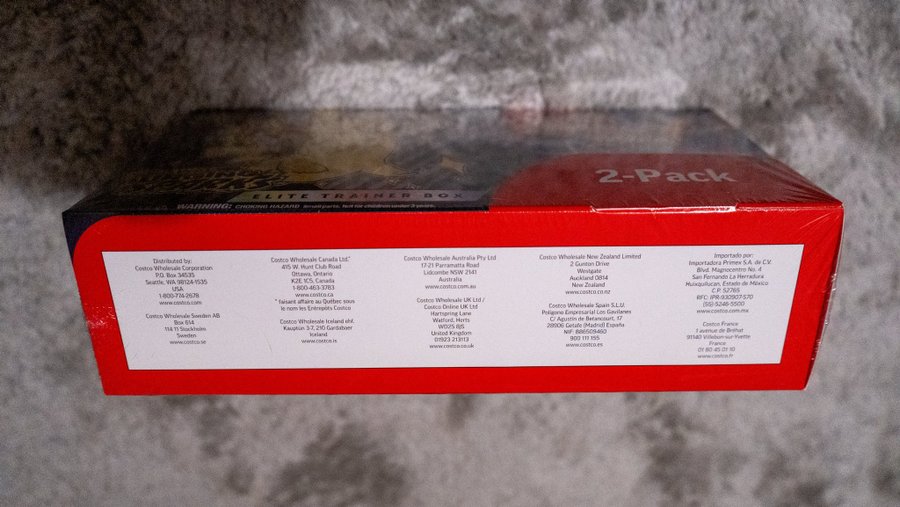 ELITE TRAINER BOX
2-Pack
WARNING: CHOKING HAZARD Small parts. Not for children under 3 years.
Distributed by:
Costco Wholesale Corporation
P.O. Box 34535
Seattle, WA 98124-1535
USA
1-800-774-2678
www.costco.com
Costco Wholesale Sweden AB
Box 614
114 11 Stockholm
Sweden
www.costco.se
Costco Wholesale Canada Ltd.*
415 W. Hunt Club Road
Ottawa, Ontario
K2E 1C5, Canada
1-800-463-3783
www.costco.ca
* faisant affaire au Québec sous
le nom les Entrepôts Costco
Costco Wholesale Iceland ehf.
Kauptún 3-7, 210 Gardabaer
Iceland
www.costco.is
Costco Wholesale Australia Pty Ltd
17-21 Parramatta Road
Lidcombe NSW 2141
Australia
www.costco.com.au
Costco Wholesale UK Ltd /
Costco Online UK Ltd
Hartspring Lane
Watford, Herts
WD25 8JS
United Kingdom
01923 213113
www.costco.co.uk
Costco Wholesale New Zealand Limited
2 Gunton Drive
Westgate
Auckland 0814
New Zealand
www.costco.co.nz
Costco Wholesale Spain S.L.U.
Polígono Empresarial Los Gavilanes
C/ Agustín de Betancourt, 17
28906 Getafe (Madrid) España
NIF: B86509460
900 111 155
www.costco.es
Importado por:
Importadora Primex S.A. de C.V.
Blvd. Magnocentro No. 4
San Fernando La Herradura
Huixquilucan, Estado de México
C.P. 52765
RFC: IPR-930907-S70
(55)-5246-5500
www.costco.com.mx
Costco France
1 avenue de Bréhat
91140 Villebon-sur-Yvette
France
01 80 45 01 10
www.costco.fr